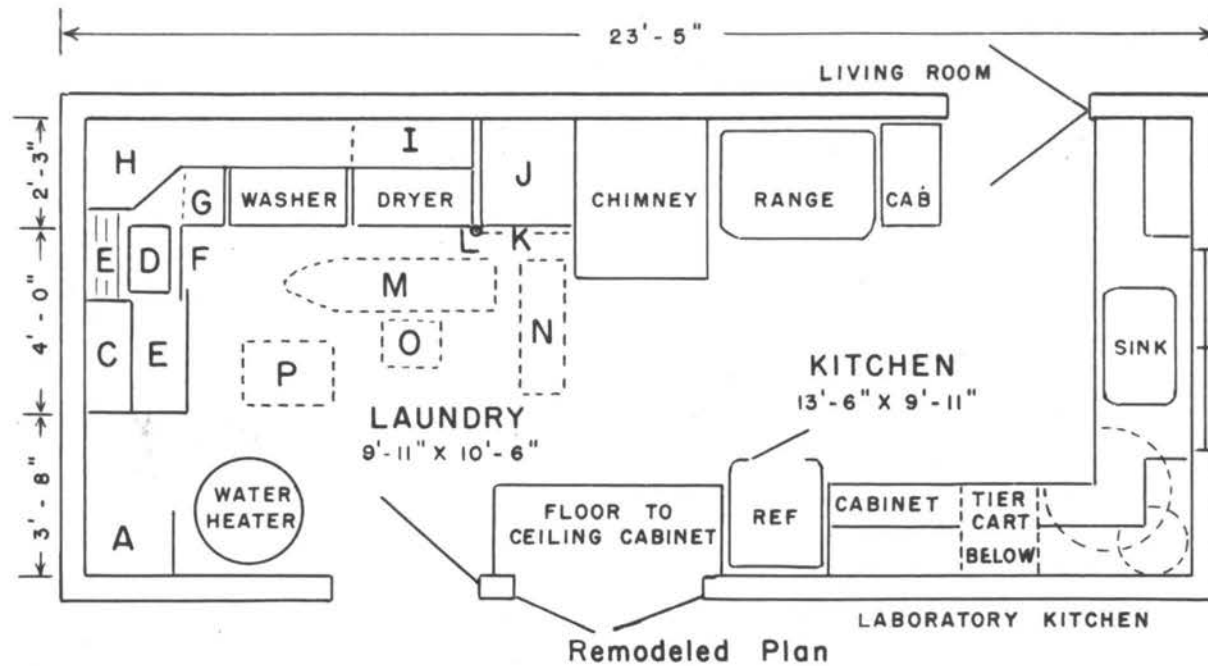 23'-5"
LIVING ROOM
2'-3"
4'-0"
3'-8"
H
I
J
G
WASHER
DRYER
CHIMNEY
RANGE
CAB
E
D
F
L
K
M
N
O
P
C
E
SINK
KITCHEN
13'-6" X 9'-11"
LAUNDRY
9'-11" X 10'-6"
A
WATER
HEATER
FLOOR TO
CEILING CABINET
REF
CABINET
TIER
CART
BELOW
LABORATORY KITCHEN
Remodeled Plan